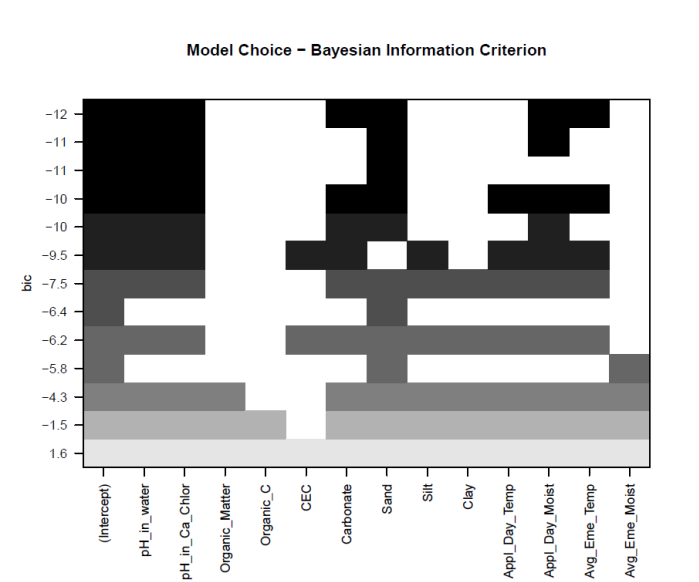 Model Choice − Bayesian Information Criterion
bic
−12
−11
−11
−10
−10
−9.5
−7.5
−6.4
−6.2
−5.8
−4.3
−1.5
1.6
(Intercept)
pH_in_water
pH_in_Ca_Chlor
Organic_Matter
Organic_C
CEC
Carbonate
Sand
Silt
Clay
Appl_Day_Temp
Appl_Day_Moist
Avg_Eme_Temp
Avg_Eme_Moist